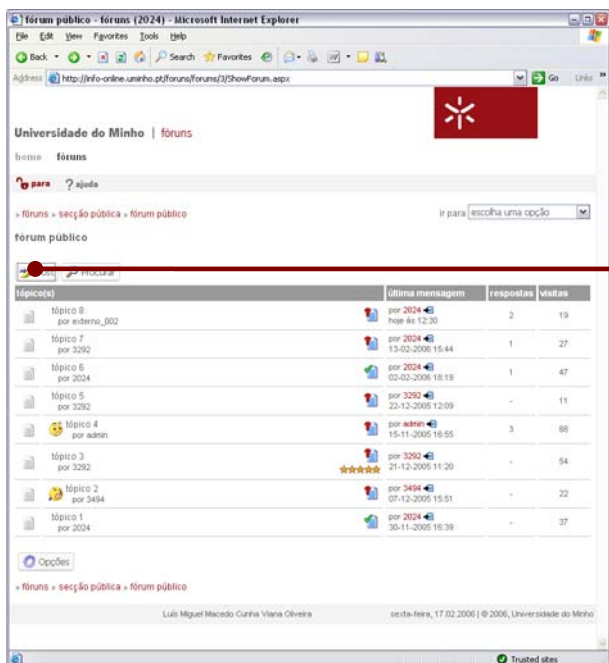 fórum público - fóruns (2024) - Microsoft Internet Explorer
File Edit View Favorites Tools Help
Back Search Favorites
Address http://info-online.uminho.pt/foruns/forums/3/ShowForum.aspx Go Links »
Universidade do Minho | fóruns
home fóruns
para ? ajuda
» fóruns » secção pública » fórum público ir para escolha uma opção
fórum público
Procurar
tópico(s) última mensagem respostas visitas
tópico 8 por 2024 2 19
por externo_002 hoje às 12:30
tópico 7 por 2024 1 27
por 3292 13-02-2006 15:44
tópico 6 por 2024 1 47
por 2024 02-02-2006 18:19
tópico 5 por 3292 - 11
por 3292 22-12-2005 12:09
tópico 4 por admin 3 88
por admin 15-11-2005 16:55
tópico 3 por 3292 - 54
por 3292 21-12-2005 11:20
tópico 2 por 3494 - 22
por 3494 07-12-2005 15:51
tópico 1 por 2024 - 37
por 2024 30-11-2005 16:39
Opções
» fóruns » secção pública » fórum público
Luís Miguel Macedo Cunha Viana Oliveira sexta-feira, 17.02.2006 | © 2006, Universidade do Minho
Trusted sites